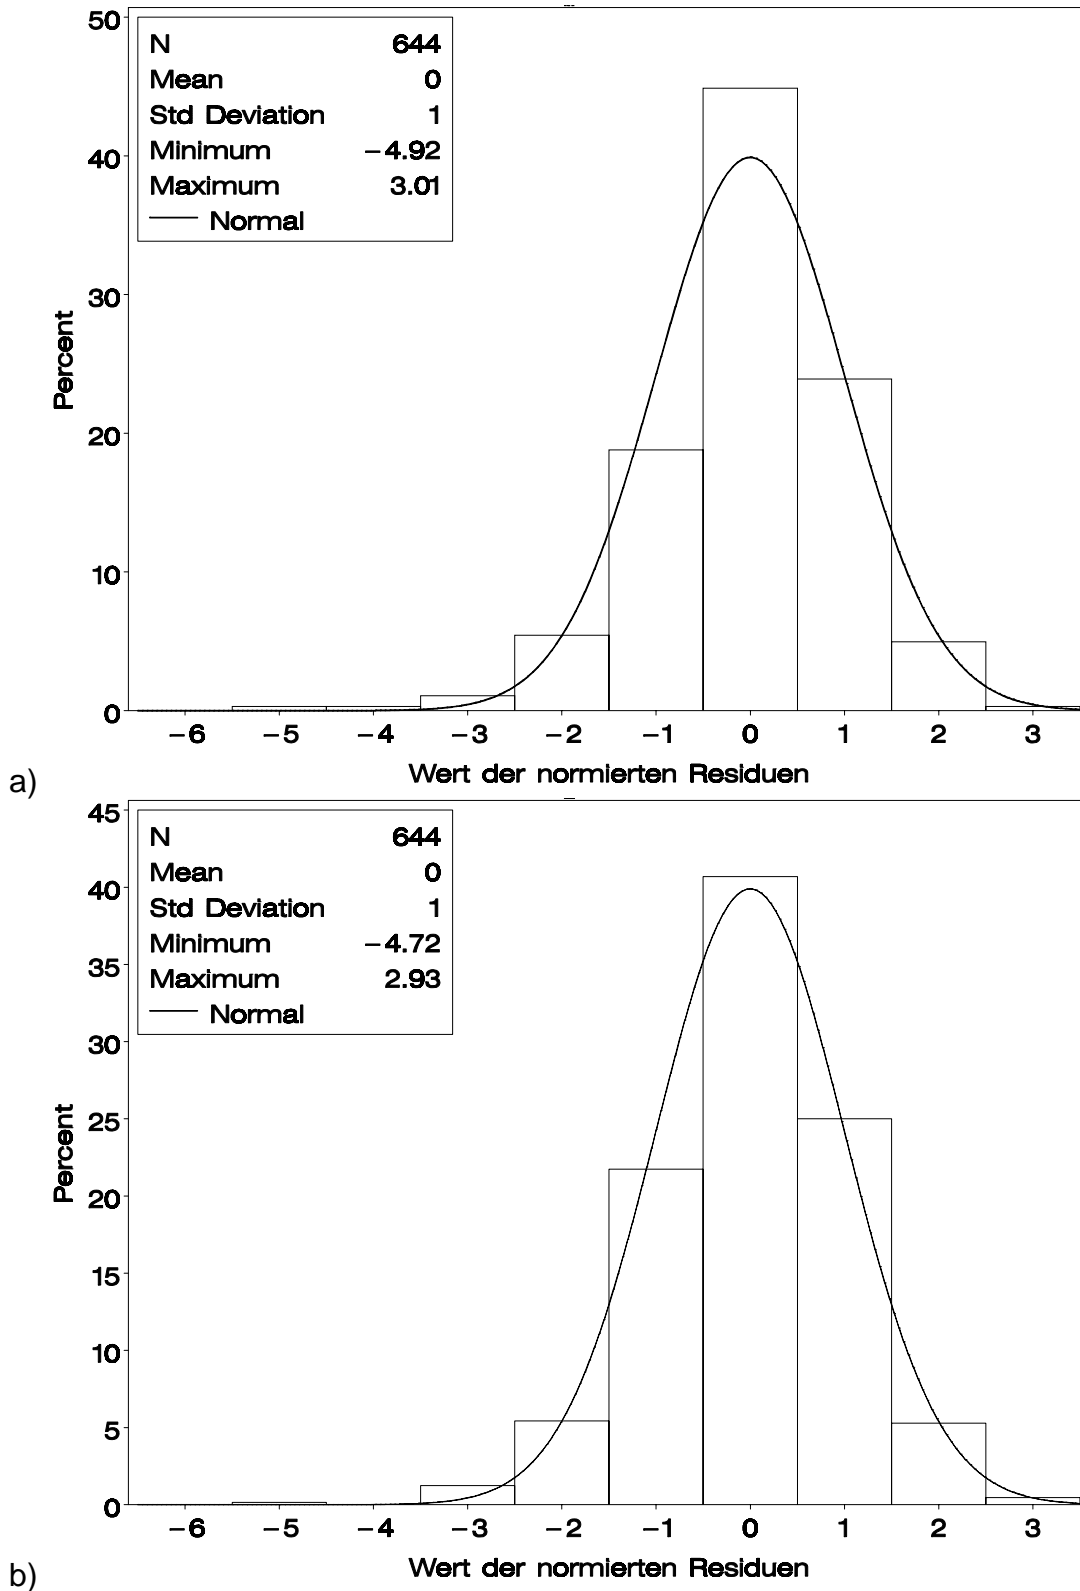 50
40
30
20
10
0
Percent
N 644
Mean 0
Std Deviation 1
Minimum −4.92
Maximum 3.01
Normal
−6 −5 −4 −3 −2 −1 0 1 2 3
Wert der normierten Residuen
a)
45
40
35
30
25
20
15
10
5
0
Percent
N 644
Mean 0
Std Deviation 1
Minimum −4.72
Maximum 2.93
Normal
−6 −5 −4 −3 −2 −1 0 1 2 3
Wert der normierten Residuen
b)